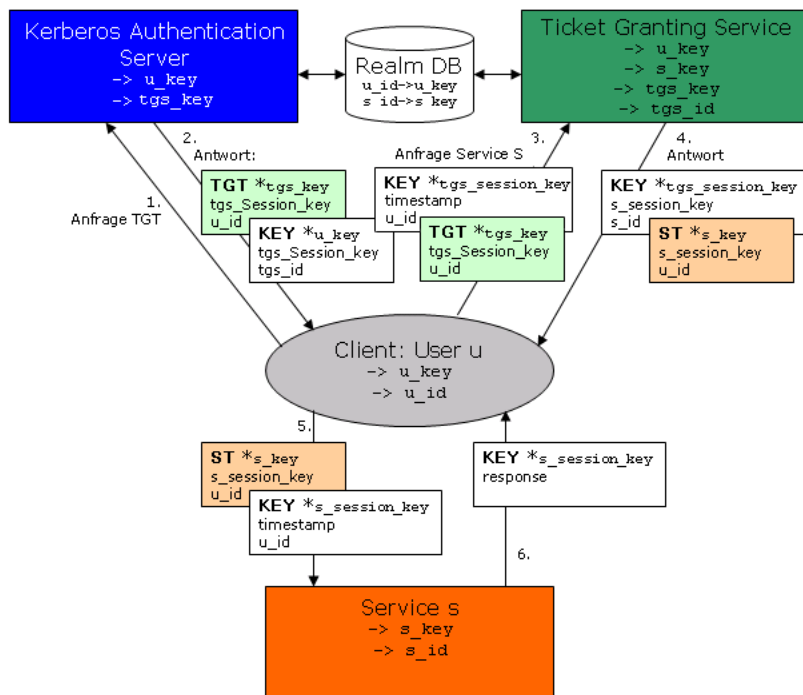 Kerberos Authentication
Server
-> u_key
-> tgs_key
Realm DB
u_id->u_key
s_id->s_key
Ticket Granting Service
-> u_key
-> s_key
-> tgs_key
-> tgs_id
1.
Anfrage TGT
2.
Antwort:
TGT *tgs_key
tgs_Session_key
u_id
KEY *u_key
tgs_Session_key
tgs_id
3.
Anfrage Service S
KEY *tgs_session_key
timestamp
u_id
TGT *tgs_key
tgs_Session_key
u_id
4.
Antwort
KEY *tgs_session_key
s_session_key
s_id
ST *s_key
s_session_key
u_id
Client: User u
-> u_key
-> u_id
5.
ST *s_key
s_session_key
u_id
KEY *s_session_key
timestamp
u_id
KEY *s_session_key
response
6.
Service s
-> s_key
-> s_id